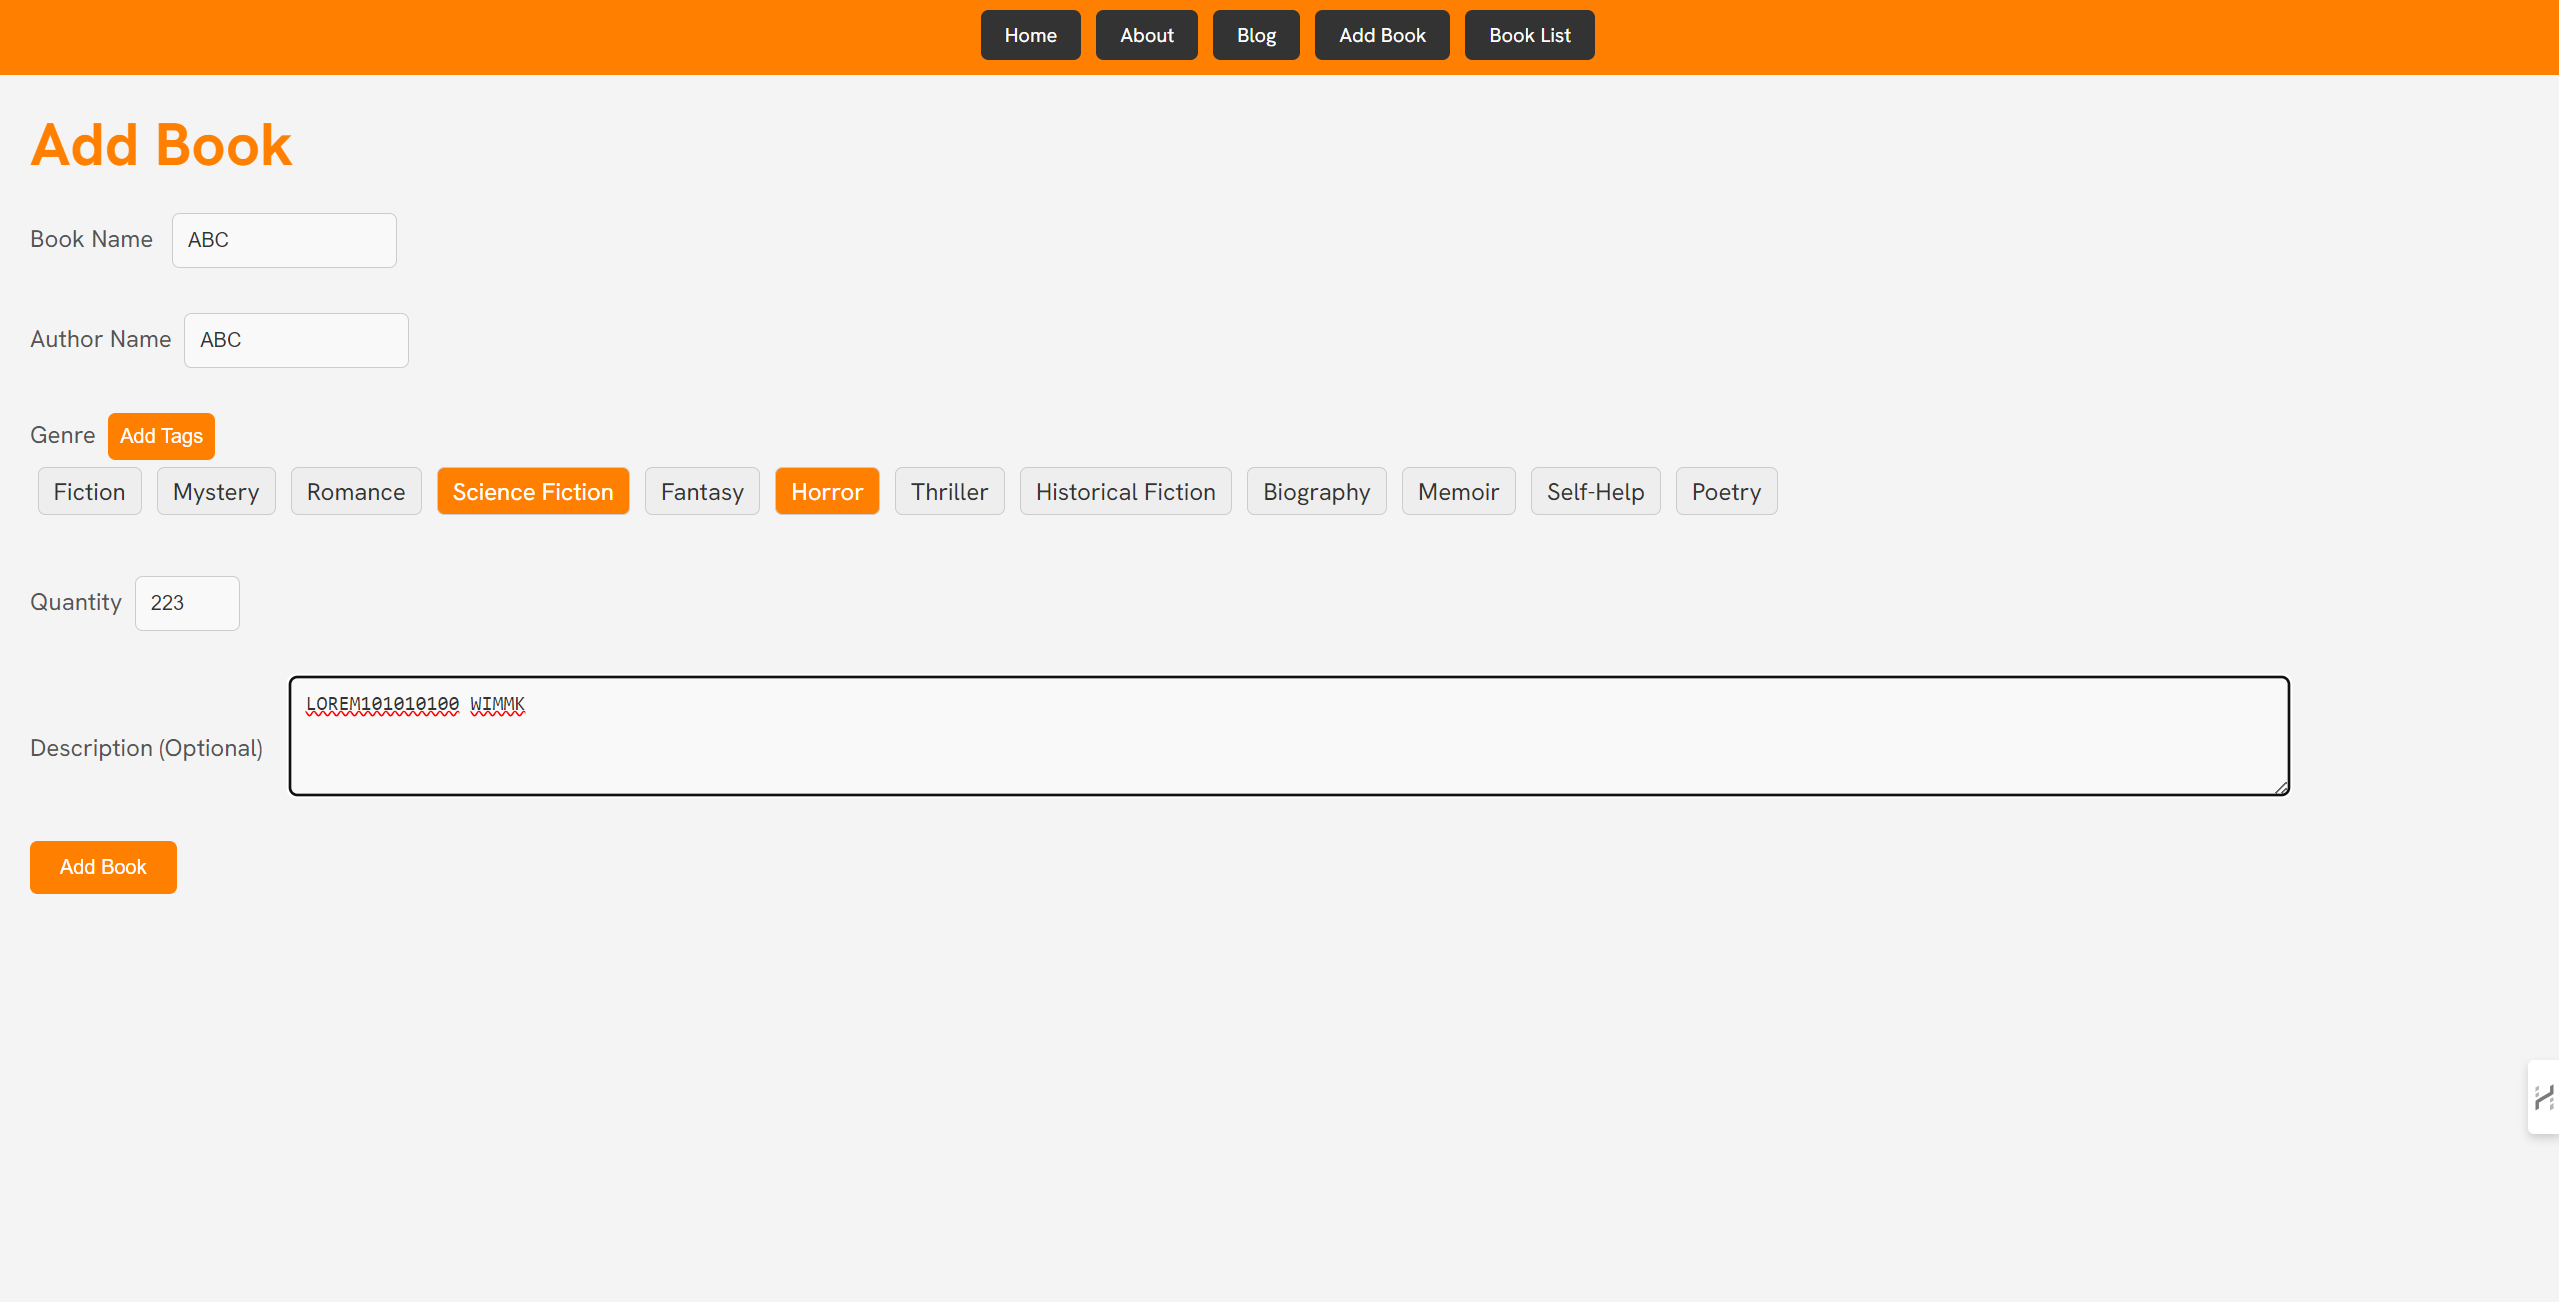 Home About Blog Add Book Book List
Add Book
Book Name ABC
Author Name ABC
Genre Add Tags
Fiction Mystery Romance Science Fiction Fantasy Horror Thriller Historical Fiction Biography Memoir Self-Help Poetry
Quantity 223
LOREM101010100 WIMMK
Description (Optional)
Add Book